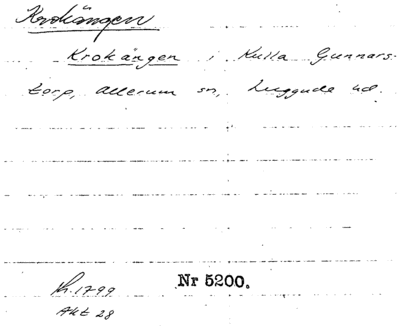 Krokängen
Krokängen i Kulla Gunnars-
torp, Allerum sn, Luggude hd.
Nr 5200.
Kr. 1799
Akt 28